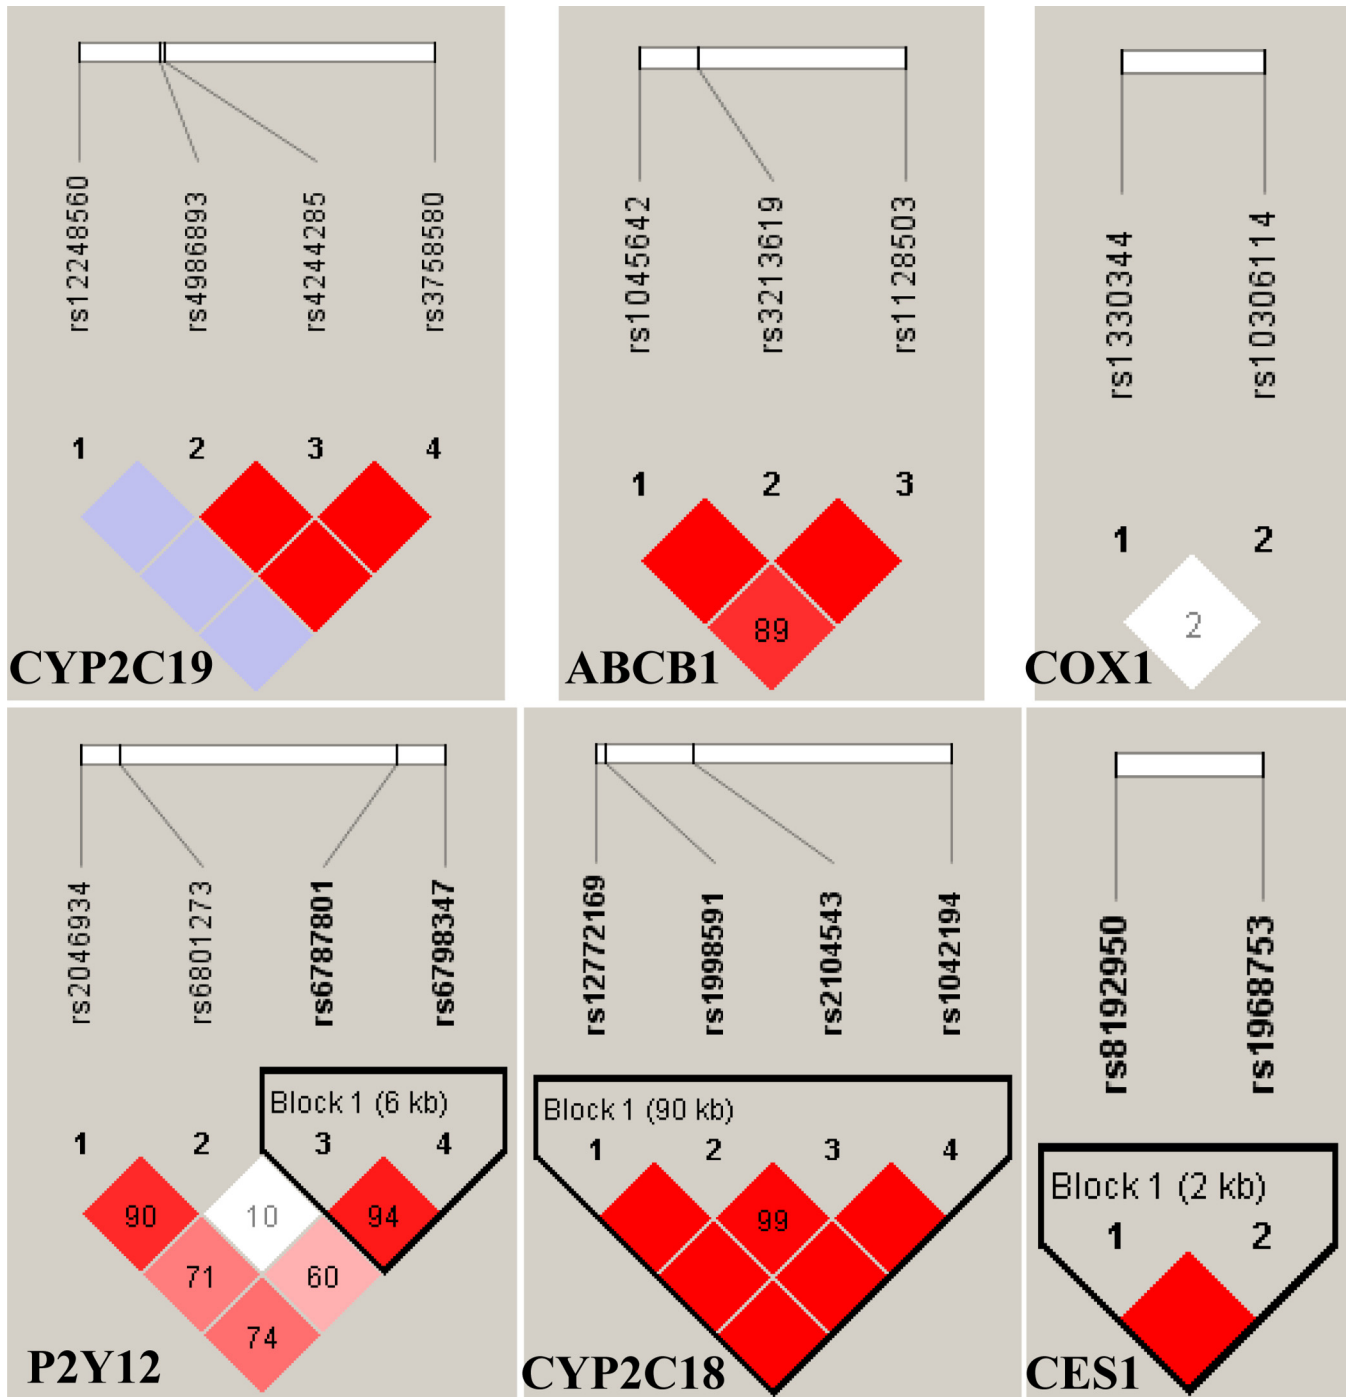 rs12248560
rs4986893
rs4244285
rs3758580
1 2 3 4
CYP2C19
rs1045642
rs3213619
rs1128503
1 2 3
89
ABCB1
rs1330344
rs10306114
1 2
2
COX1
rs2046934
rs6801273
rs6787801
rs6798347
Block 1 (6 kb)
1 2 3 4
90 10 94
71 60
74
P2Y12
rs12772169
rs1998591
rs2104543
rs1042194
Block 1 (90 kb)
1 2 3 4
99
CYP2C18
rs8192950
rs1968753
Block 1 (2 kb)
1 2
CES1